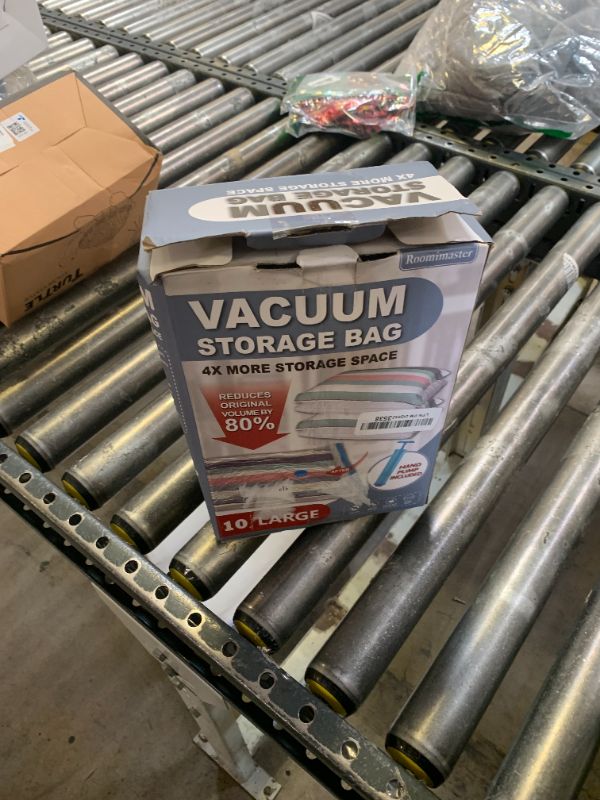 4X MORE STORAGE SPACE
VACUUM
STORAGE BAG
Roomimaster
VACUUM
STORAGE BAG
4X MORE STORAGE SPACE
REDUCES
ORIGINAL
VOLUME BY
80%
HAND
PUMP
INCLUDED
10 LARGE
TURTLE